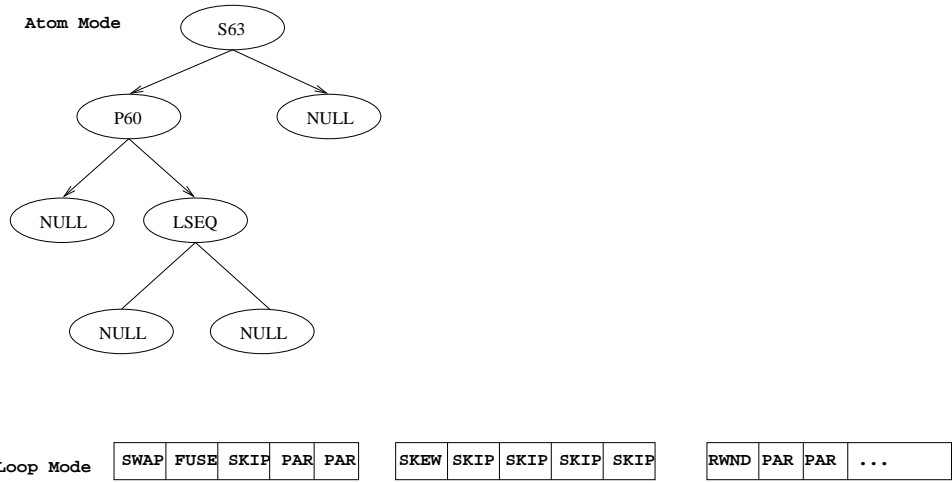 Atom Mode
S63
P60 NULL
NULL LSEQ
NULL NULL
Loop Mode SWAP FUSE SKIP PAR PAR SKEW SKIP SKIP SKIP SKIP RWND PAR PAR ...